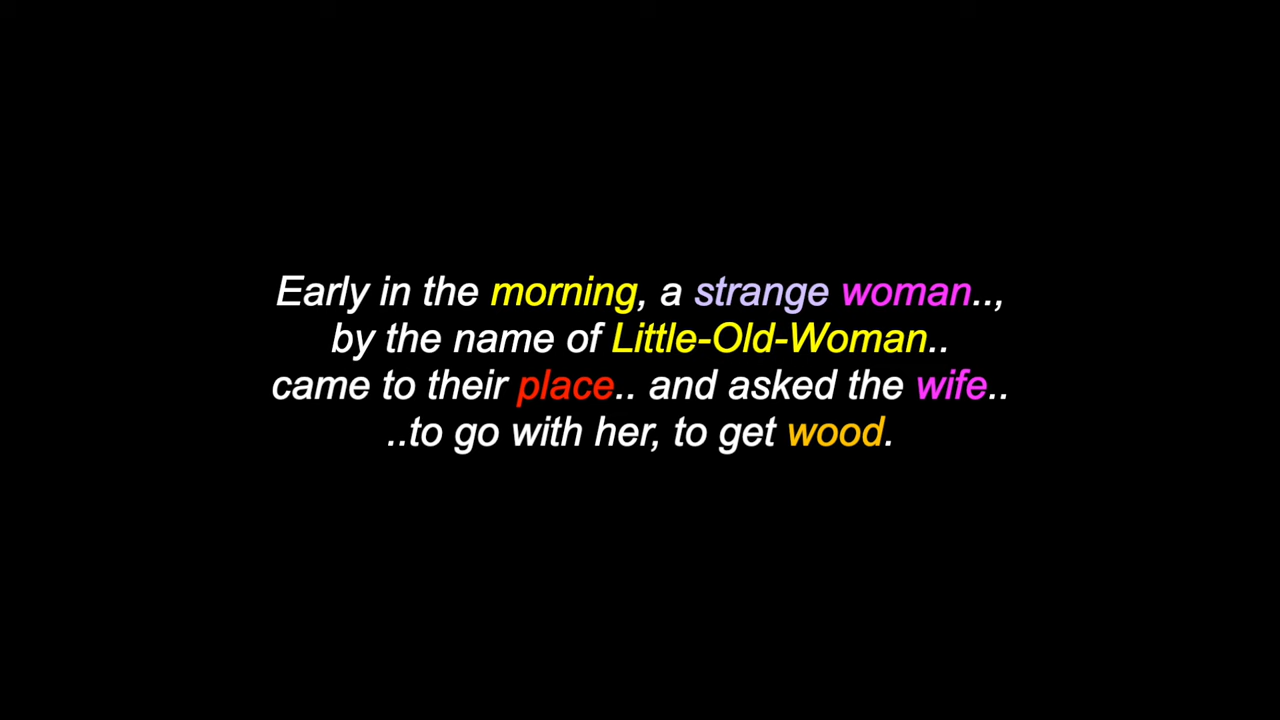 Early in the morning, a strange woman..,
by the name of Little-Old-Woman..
came to their place.. and asked the wife..
..to go with her, to get wood.